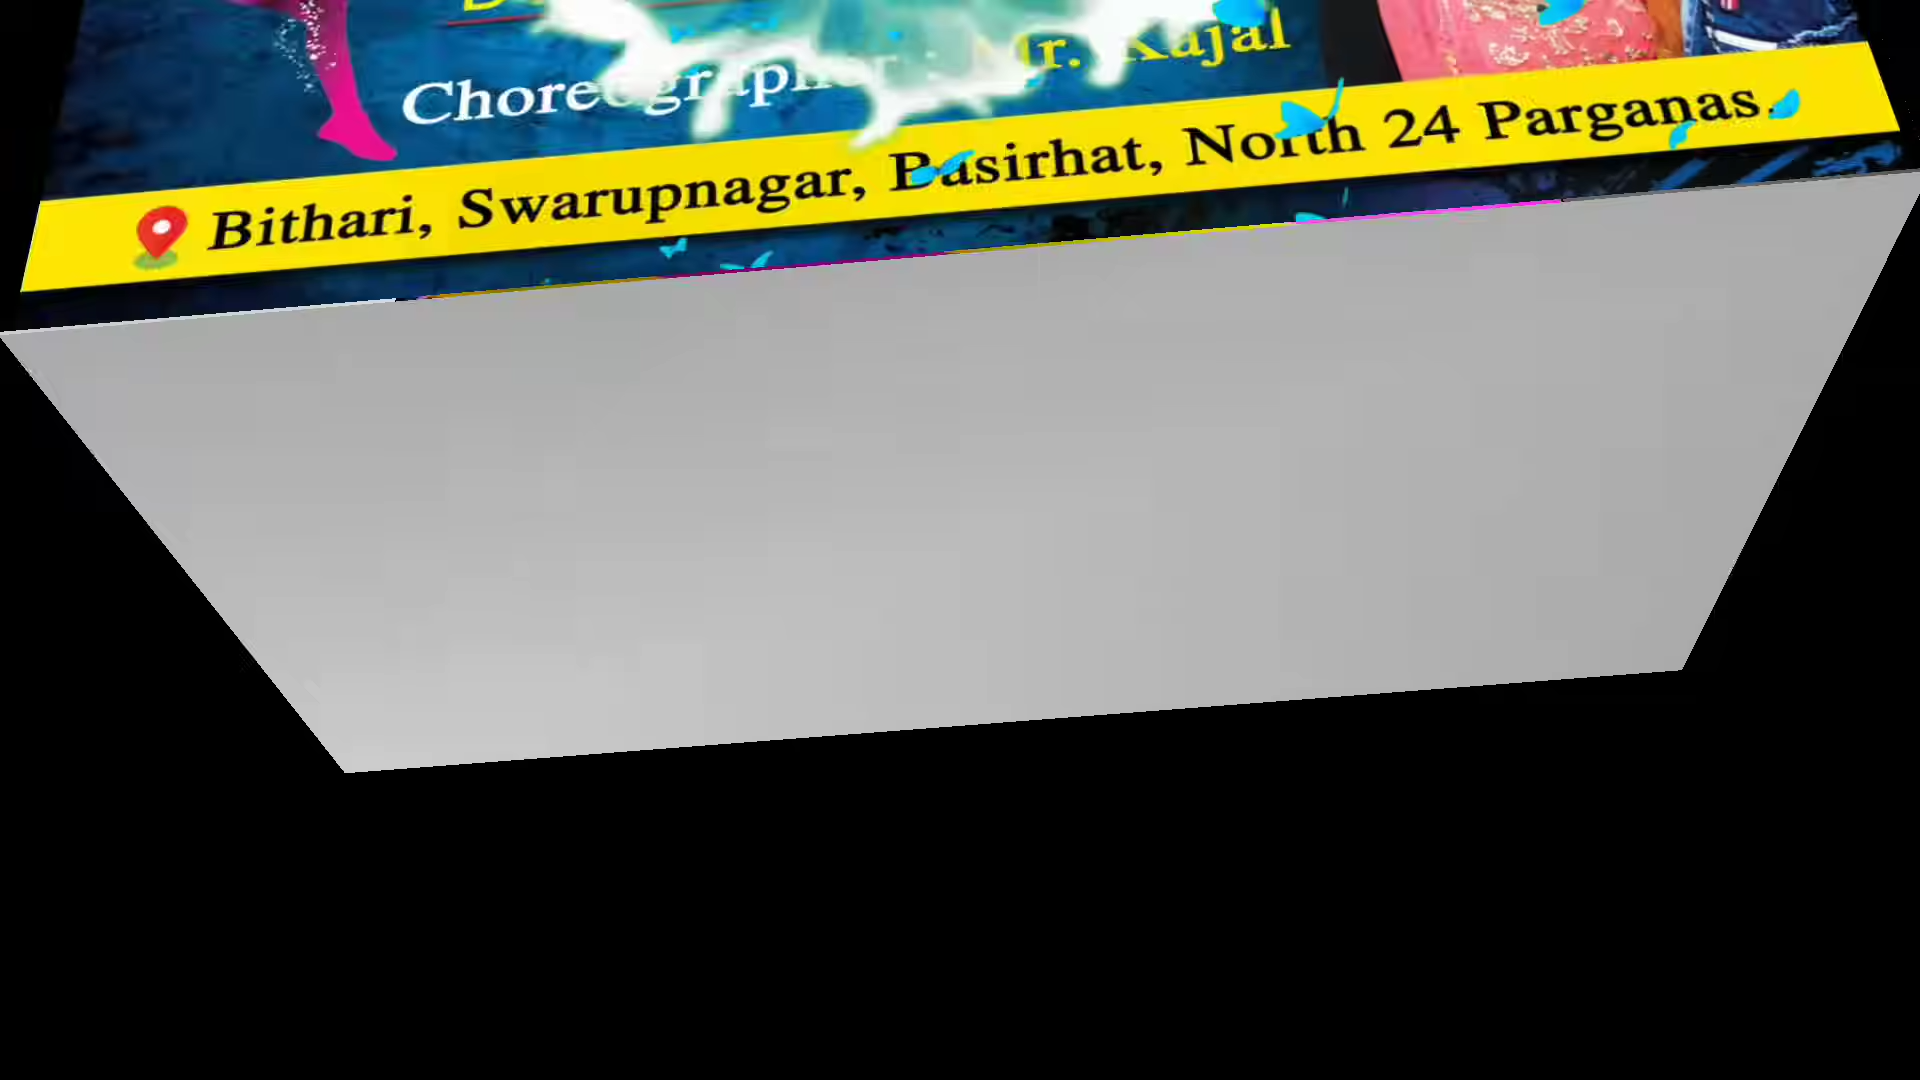 Choreographer : Mr. Kajal
Bithari, Swarupnagar, Basirhat, North 24 Parganas.